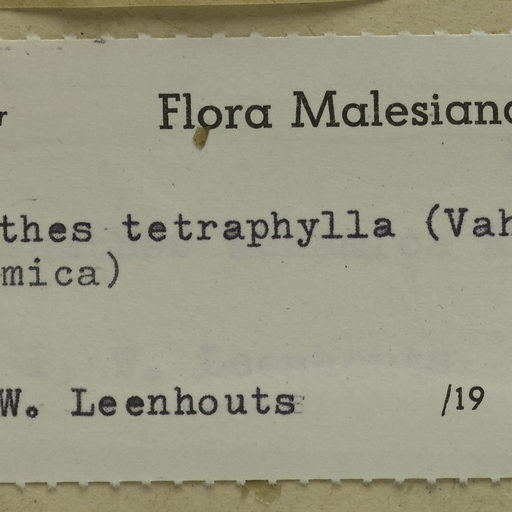 r Flora Malesiana
thes tetraphylla (Vah
mica)
W. Leenhouts /19